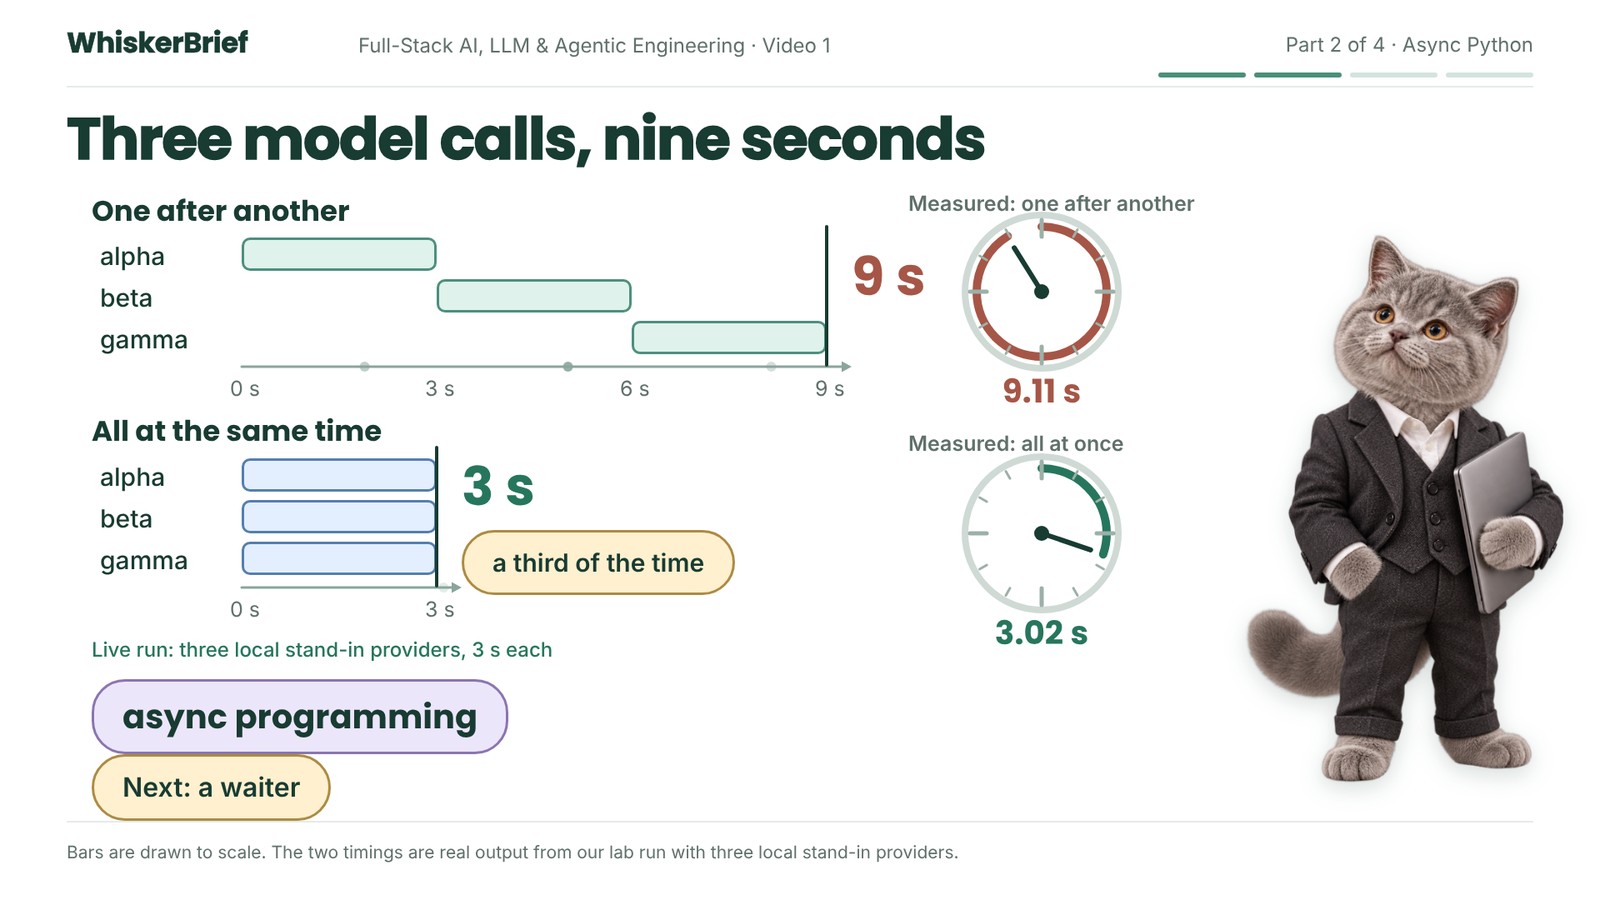 WhiskerBrief
Full-Stack AI, LLM & Agentic Engineering · Video 1
Part 2 of 4 · Async Python
Three model calls, nine seconds
One after another
alpha
beta
gamma
9 s
0 s 3 s 6 s 9 s
Measured: one after another
9.11 s
All at the same time
alpha
beta
gamma
3 s
a third of the time
0 s 3 s
Measured: all at once
3.02 s
Live run: three local stand-in providers, 3 s each
async programming
Next: a waiter
Bars are drawn to scale. The two timings are real output from our lab run with three local stand-in providers.